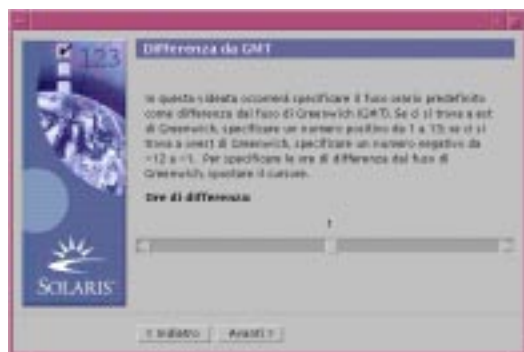 Differenza da GMT
123
In questa videata occorrerà specificare il fuso orario predefinito
come differenza dal fuso di Greenwich (GMT). Se ci si trova a est
di Greenwich, specificare un numero positivo da 1 a 13; se ci si
trova a ovest di Greenwich, specificare un numero negativo da
-12 a -1. Per specificare le ore di differenza dal fuso di
Greenwich, spostare il cursore.
Ore di differenza:
1
SOLARIS
< Indietro
Avanti >